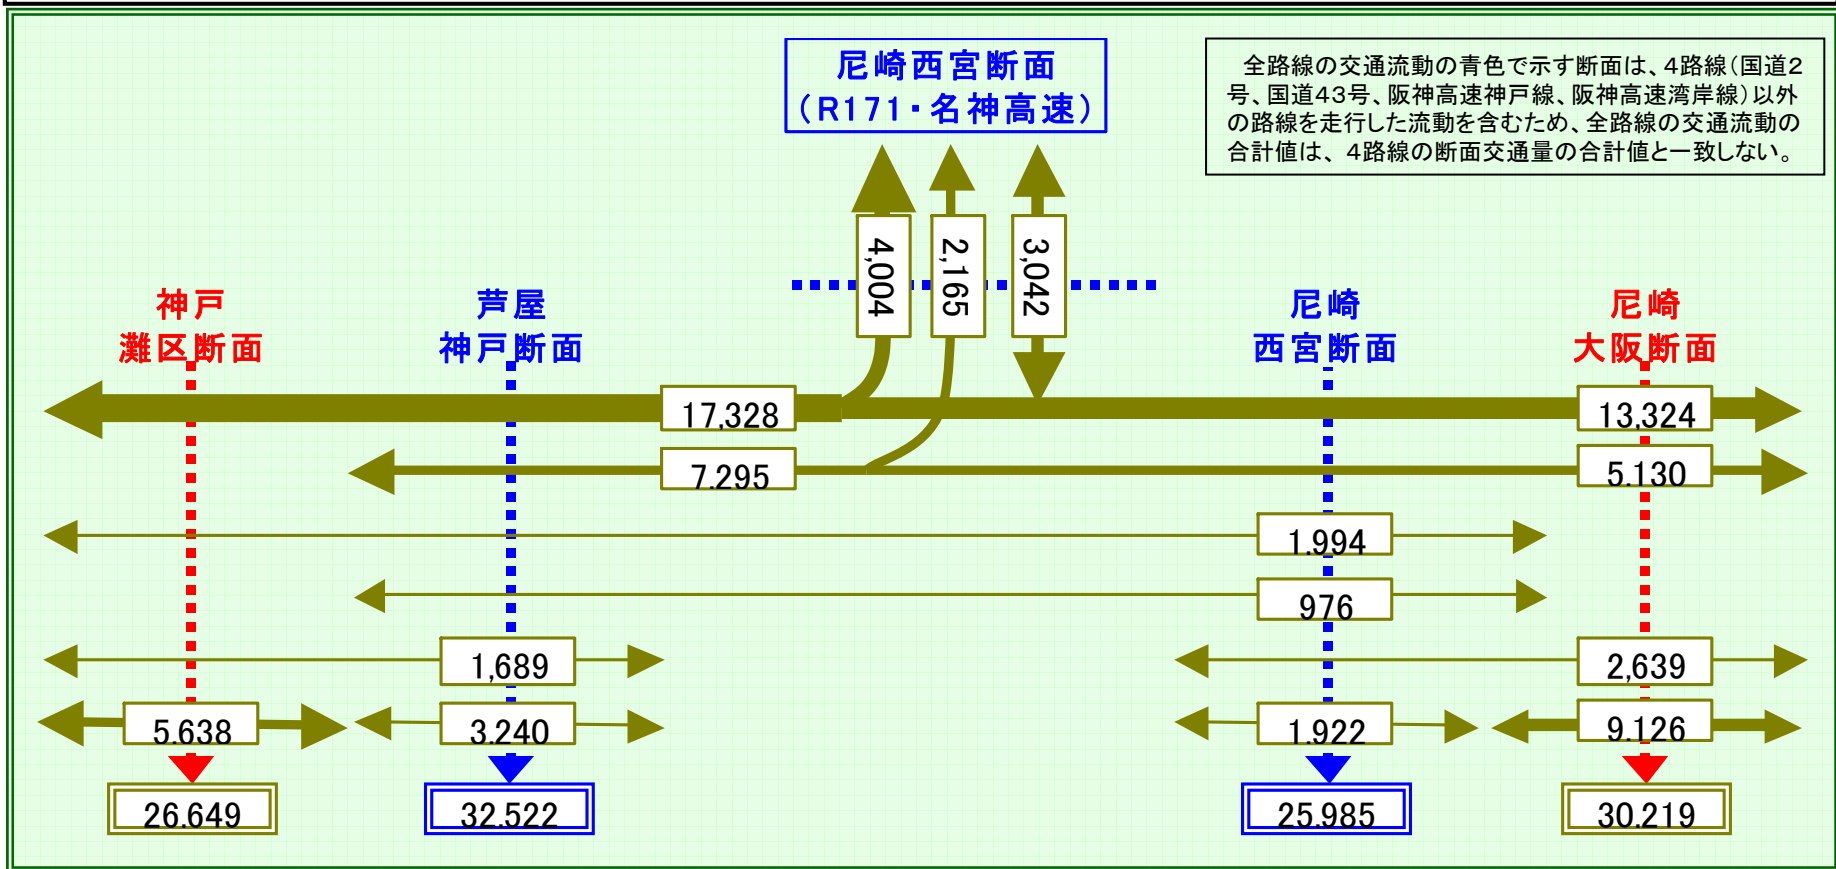 尼崎西宮断面
（R171・名神高速）
全路線の交通流動の青色で示す断面は、4路線（国道2
号、国道43号、阪神高速神戸線、阪神高速湾岸線）以外
の路線を走行した流動を含むため、全路線の交通流動の
合計値は、4路線の断面交通量の合計値と一致しない。
4,004
2,165
3,042
神戸
灘区断面
芦屋
神戸断面
尼崎
西宮断面
尼崎
大阪断面
17,328
13,324
7.295
5.130
1.994
976
1,689
2,639
5.638
3.240
1.922
9.126
26.649
32.522
25.985
30.219